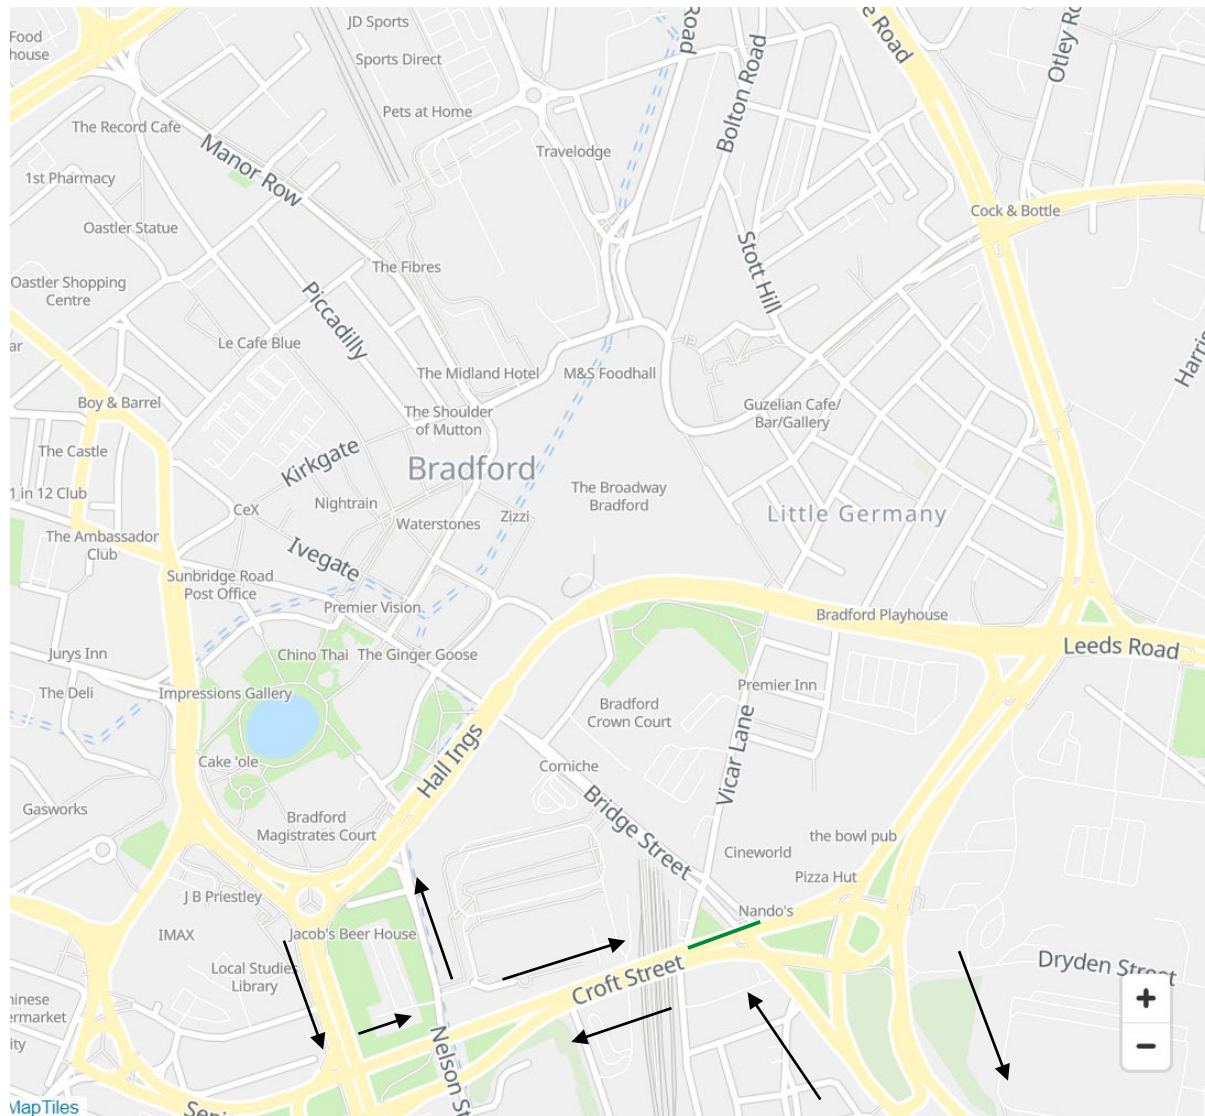 Food
house
JD Sports
Sports Direct
Pets at Home
Road
e Road
Bolton Road
Otley Ro
The Record Cafe
Manor Row
1st Pharmacy
Travelodge
Oastler Statue
Cock & Bottle
Stott Hill
The Fibres
Oastler Shopping
Centre
Piccadilly
Harris
ar
Le Cafe Blue
The Midland Hotel
M&S Foodhall
Boy & Barrel
The Shoulder
of Mutton
Guzelian Cafe/
Bar/Gallery
The Castle
Kirkgate
Bradford
1 in 12 Club
Nightrain
CeX
Waterstones
Zizzi
The Broadway
Bradford
Little Germany
The Ambassador
Club
Ivegate
Sunbridge Road
Post Office
Premier Vision
Bradford Playhouse
Leeds Road
Jurys Inn
Chino Thai
The Ginger Goose
The Deli
Impressions Gallery
Premier Inn
Bradford
Crown Court
Hall Ings
Vicar Lane
Cake 'ole
Corniche
Gasworks
Bradford
Magistrates Court
Bridge Street
the bowl pub
Cineworld
Pizza Hut
J B Priestley
Nando's
IMAX
Jacob's Beer House
Local Studies
Library
Croft Street
Dryden Street
hinese
ermarket
ity
Nelson St
+
−
MapTiles